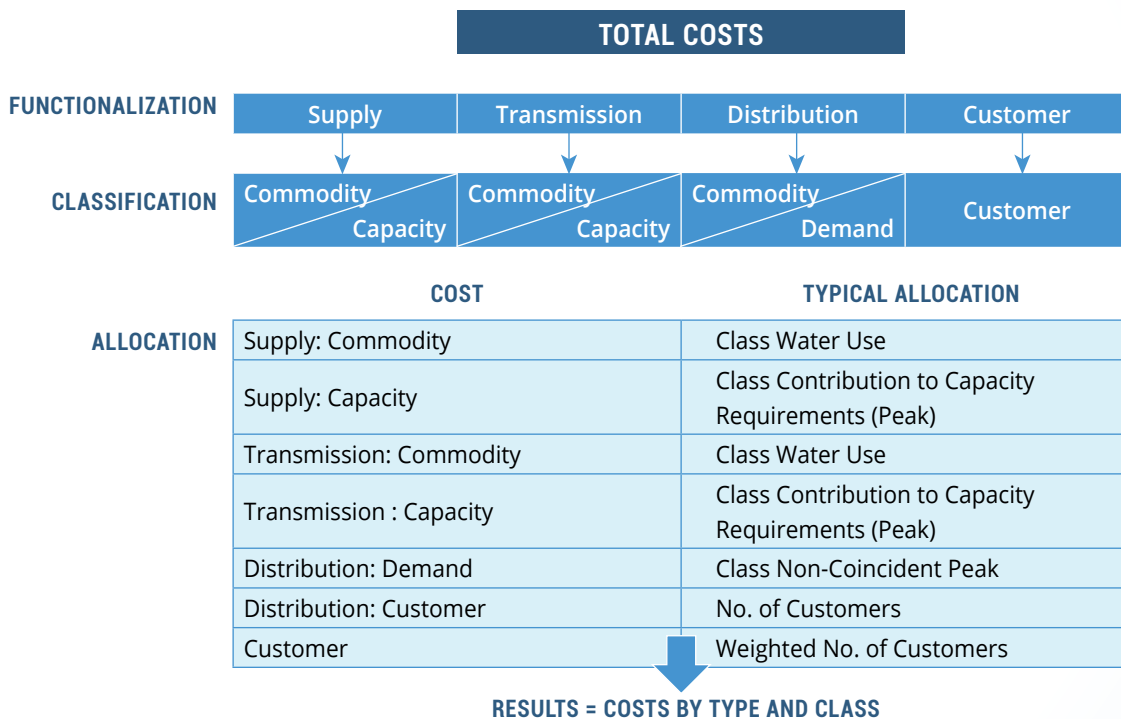 TOTAL COSTS
FUNCTIONALIZATION
Supply
Transmission
Distribution
Customer
CLASSIFICATION
Commodity
Capacity
Commodity
Capacity
Commodity
Demand
Customer
COST
TYPICAL ALLOCATION
ALLOCATION
Supply: Commodity
Class Water Use
Supply: Capacity
Class Contribution to Capacity
Requirements (Peak)
Transmission: Commodity
Class Water Use
Transmission : Capacity
Class Contribution to Capacity
Requirements (Peak)
Distribution: Demand
Class Non-Coincident Peak
Distribution: Customer
No. of Customers
Customer
Weighted No. of Customers
RESULTS = COSTS BY TYPE AND CLASS